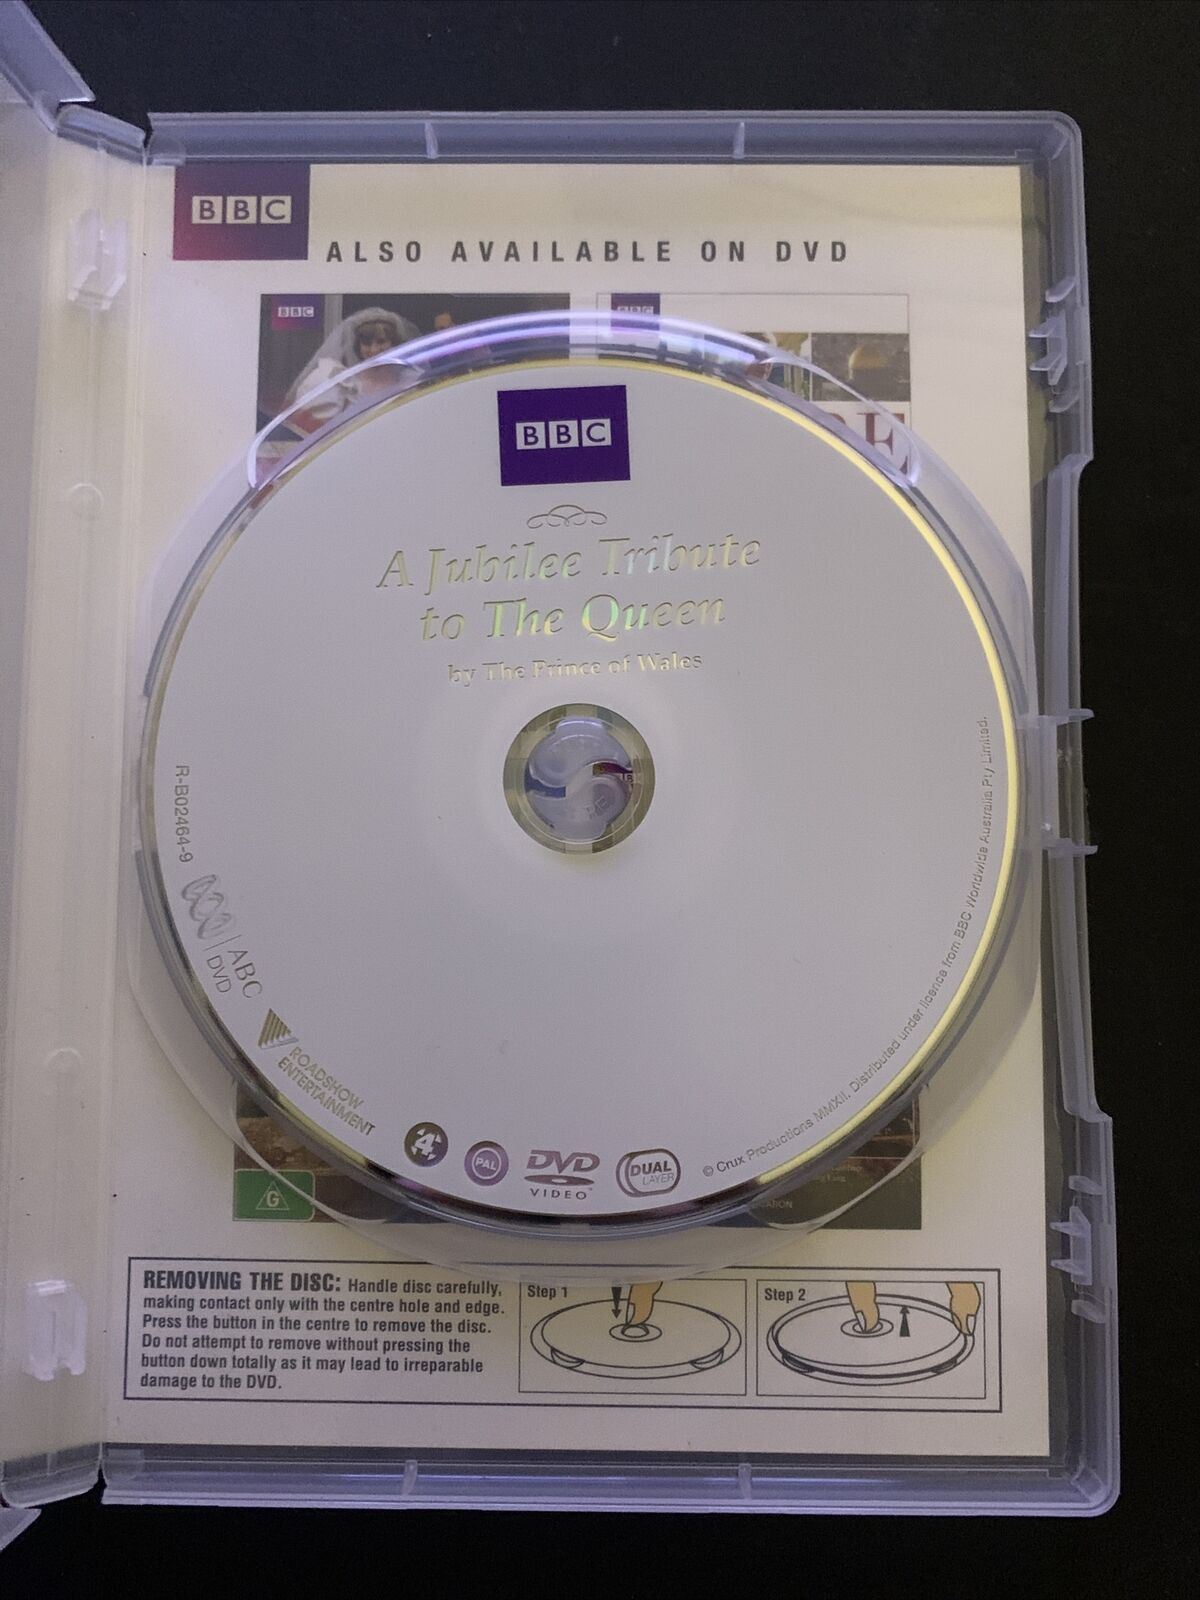 BBC
ALSO AVAILABLE ON DVD
BBC
BBC
A Jubilee Tribute
to The Queen
by The Prince of Wales
R-B02464-9
ABC
DVD
ROADSHOW
ENTERTAINMENT
4
PAL
DVD
VIDEO
DUAL
LAYER
© Crux Productions MMXII. Distributed under licence from BBC Worldwide Australia Pty Limited.
G
REMOVING THE DISC: Handle disc carefully,
making contact only with the centre hole and edge.
Press the button in the centre to remove the disc.
Do not attempt to remove without pressing the
button down totally as it may lead to irreparable
damage to the DVD.
Step 1
Step 2